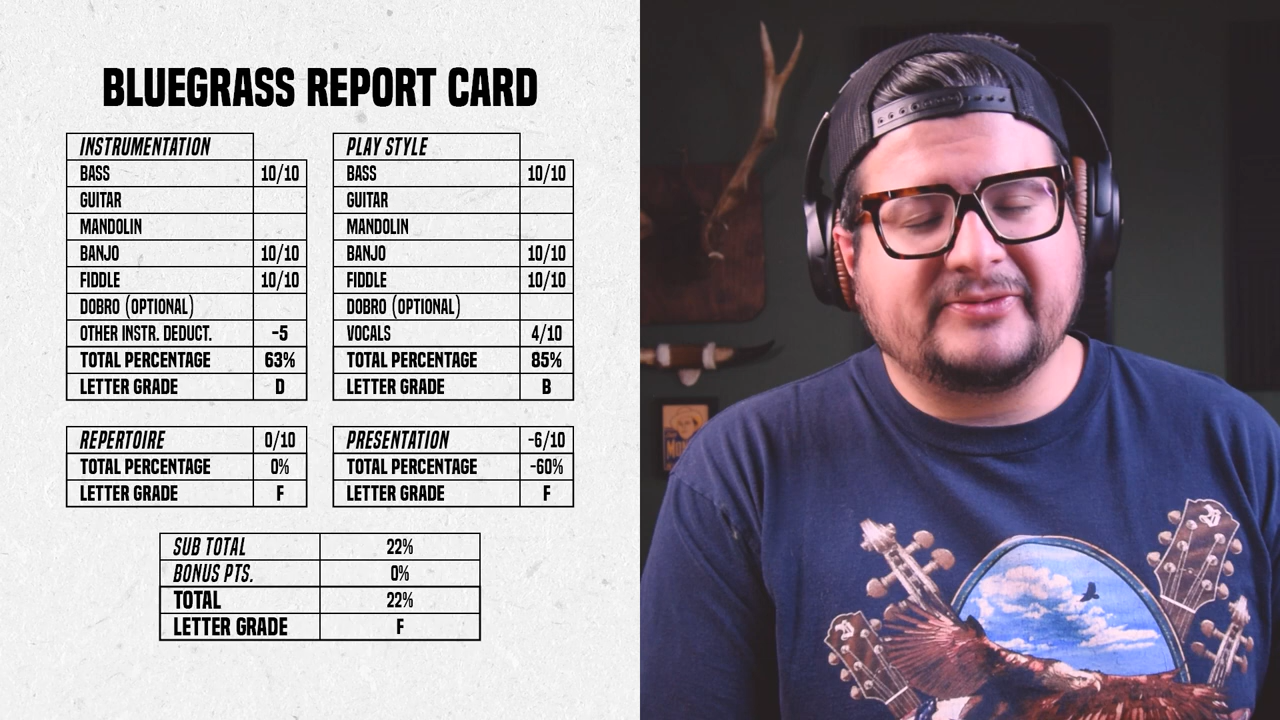 BLUEGRASS REPORT CARD
INSTRUMENTATION
BASS 10/10
GUITAR
MANDOLIN
BANJO 10/10
FIDDLE 10/10
DOBRO (OPTIONAL)
OTHER INSTR. DEDUCT. -5
TOTAL PERCENTAGE 63%
LETTER GRADE D
PLAY STYLE
BASS 10/10
GUITAR
MANDOLIN
BANJO 10/10
FIDDLE 10/10
DOBRO (OPTIONAL)
VOCALS 4/10
TOTAL PERCENTAGE 85%
LETTER GRADE B
REPERTOIRE 0/10
TOTAL PERCENTAGE 0%
LETTER GRADE F
PRESENTATION -6/10
TOTAL PERCENTAGE -60%
LETTER GRADE F
SUB TOTAL 22%
BONUS PTS. 0%
TOTAL 22%
LETTER GRADE F